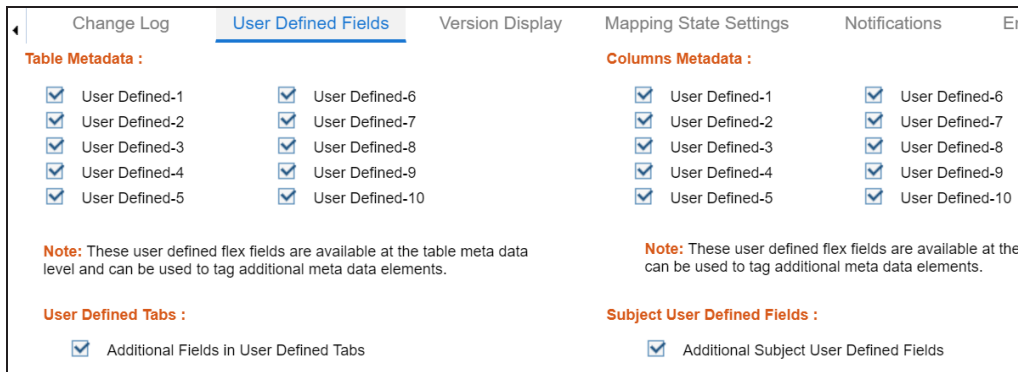 Change Log User Defined Fields Version Display Mapping State Settings Notifications
Table Metadata : Columns Metadata :
User Defined-1 User Defined-6 User Defined-1 User Defined-6
User Defined-2 User Defined-7 User Defined-2 User Defined-7
User Defined-3 User Defined-8 User Defined-3 User Defined-8
User Defined-4 User Defined-9 User Defined-4 User Defined-9
User Defined-5 User Defined-10 User Defined-5 User Defined-10
Note: These user defined flex fields are available at the table meta data
level and can be used to tag additional meta data elements.
Note: These user defined flex fields are available at the
can be used to tag additional meta data elements.
User Defined Tabs : Subject User Defined Fields :
Additional Fields in User Defined Tabs Additional Subject User Defined Fields